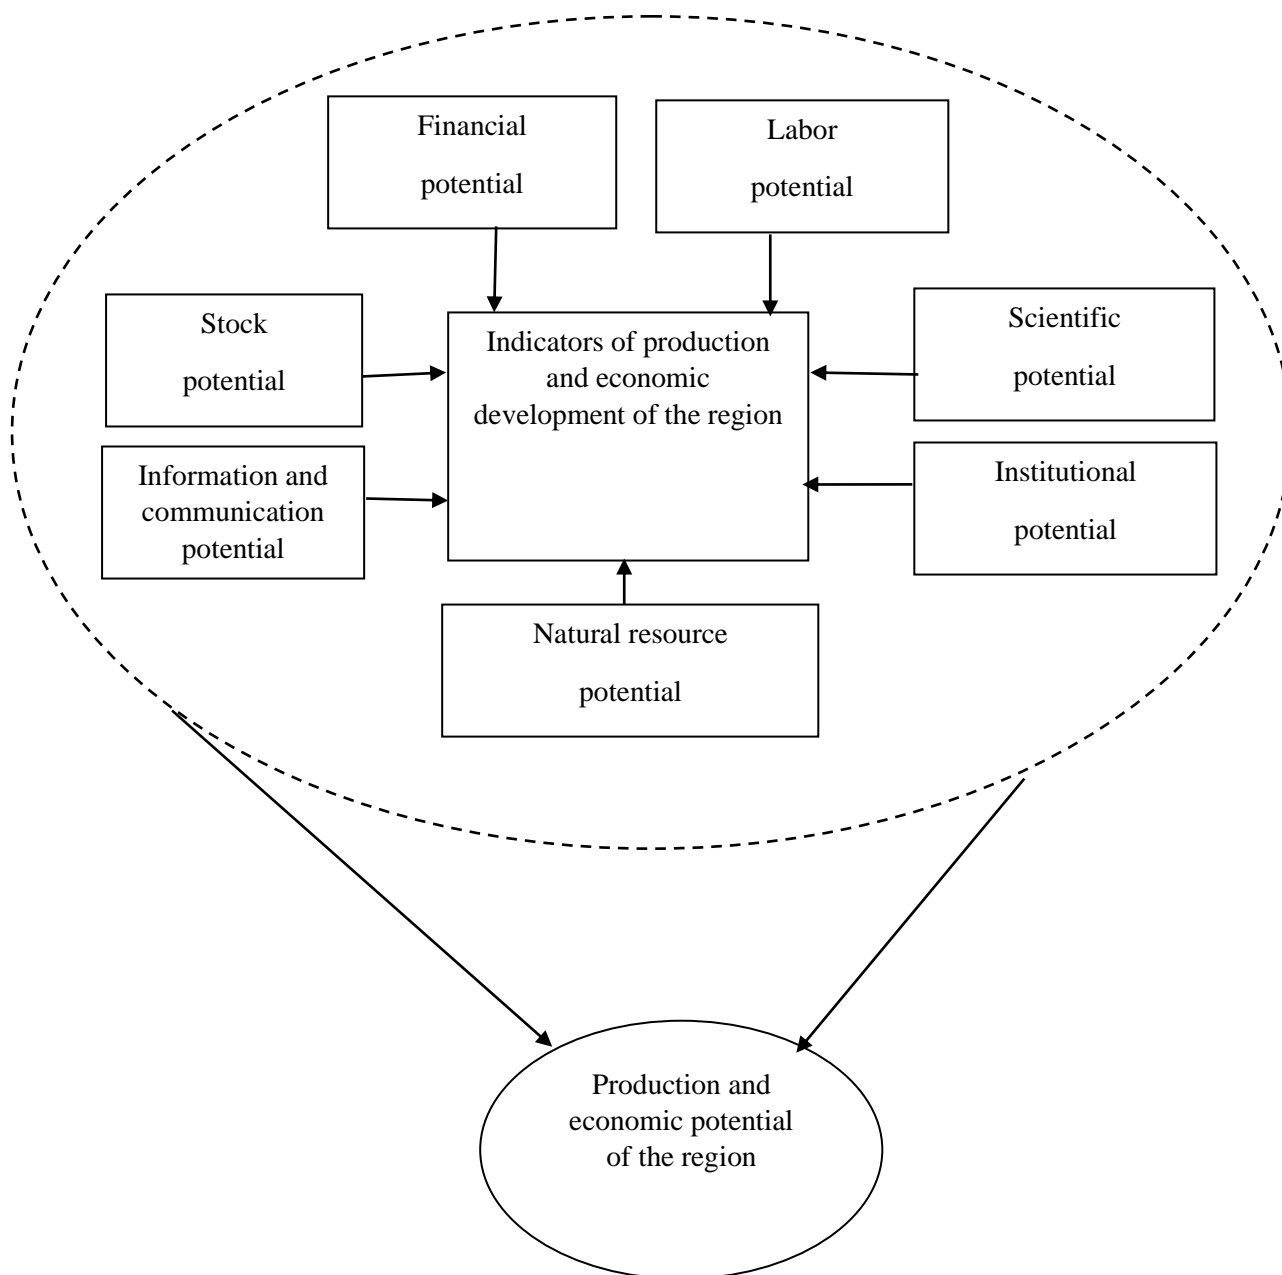 Financial
potential
Labor
potential
Stock
potential
Indicators of production
and economic
development of the region
Scientific
potential
Information and
communication
potential
Institutional
potential
Natural resource
potential
Production and
economic potential
of the region